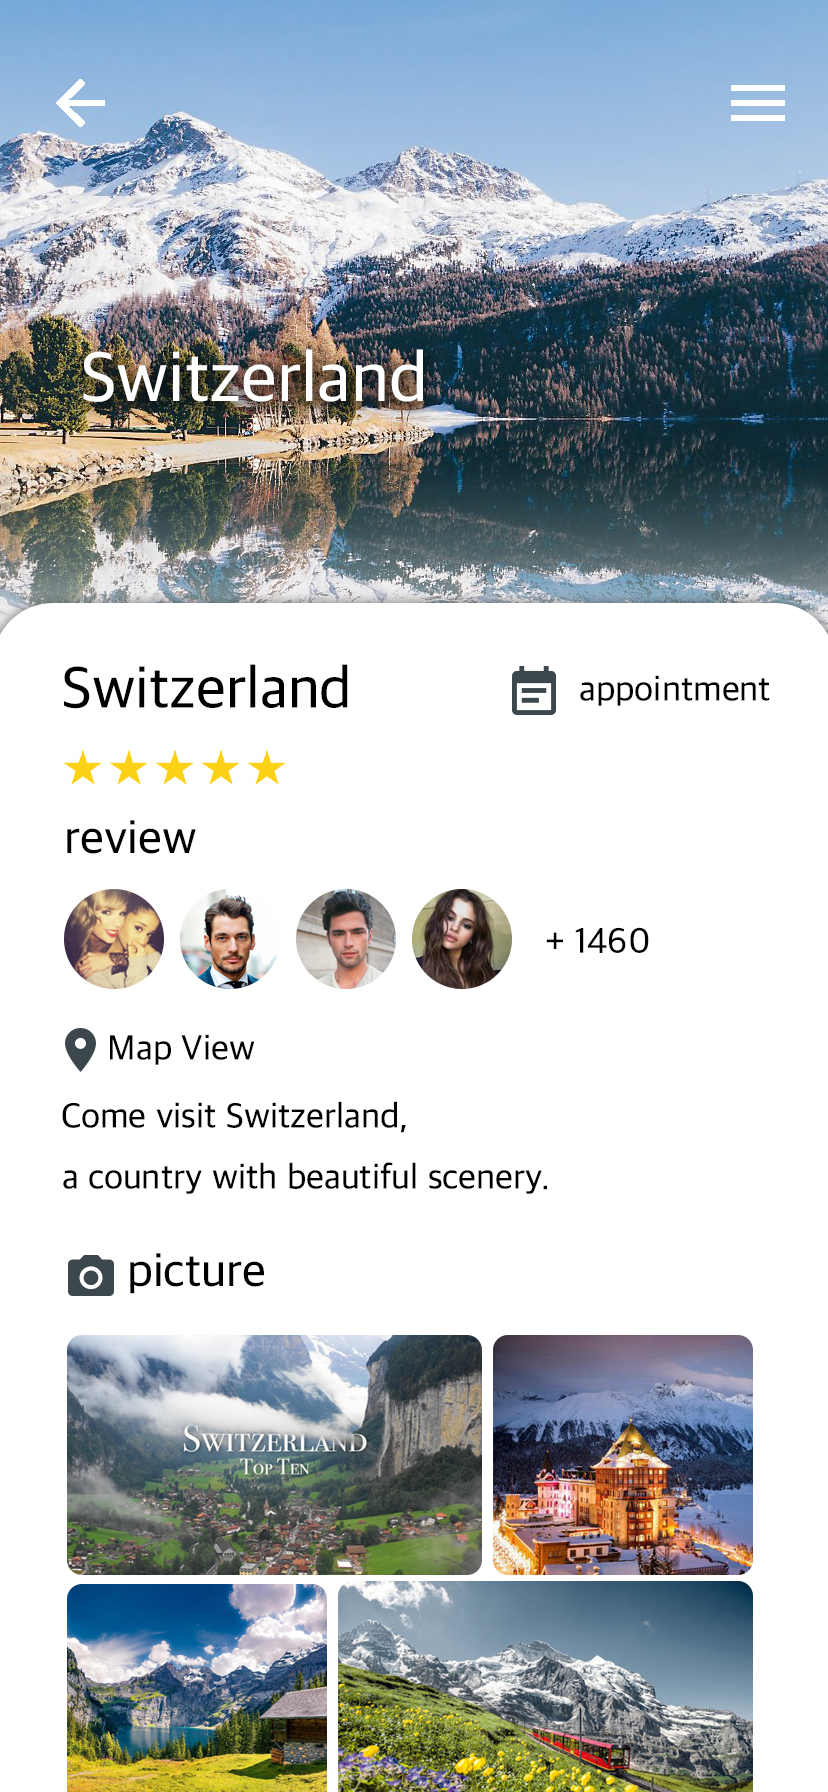 Switzerland
Switzerland
appointment
review
+ 1460
Map View
Come visit Switzerland,
a country with beautiful scenery.
picture
SWITZERLAND
TOP TEN